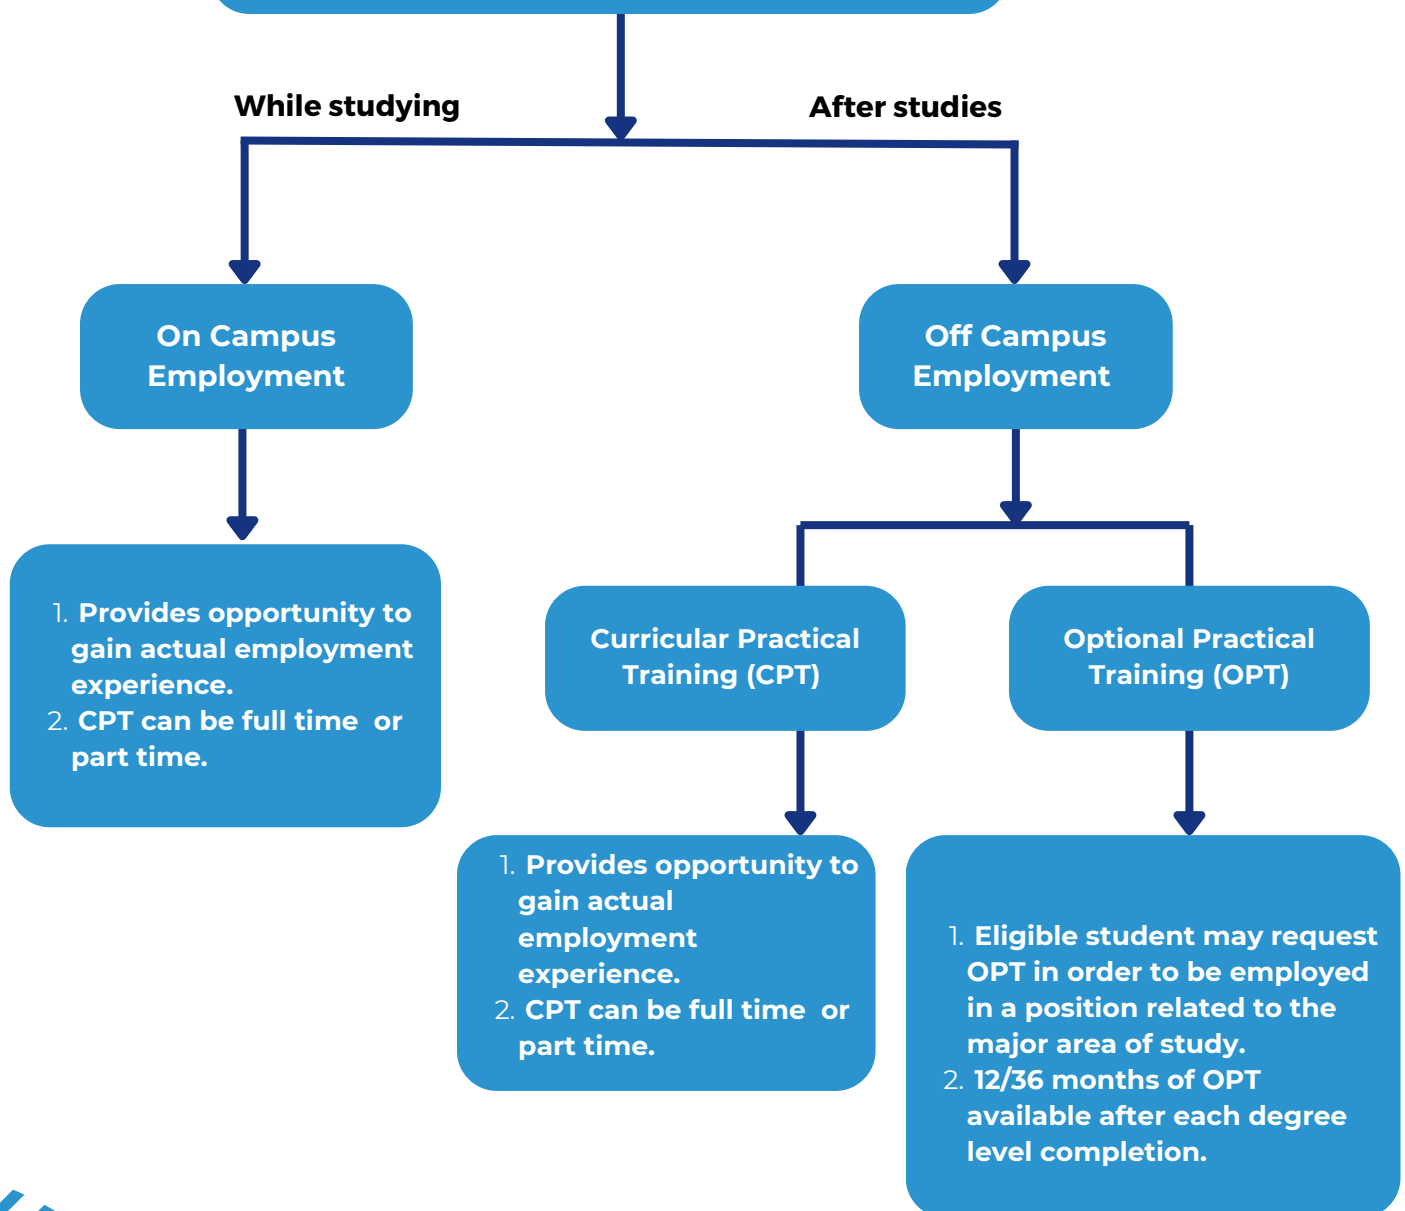 While studying
After studies
On Campus
Employment
Off Campus
Employment
1. Provides opportunity to
gain actual employment
experience.
2. CPT can be full time  or
part time.
Curricular Practical
Training (CPT)
Optional Practical
Training (OPT)
1. Provides opportunity to
gain actual
employment
experience.
2. CPT can be full time  or
part time.
1. Eligible student may request
OPT in order to be employed
in a position related to the
major area of study.
2. 12/36 months of OPT
available after each degree
level completion.